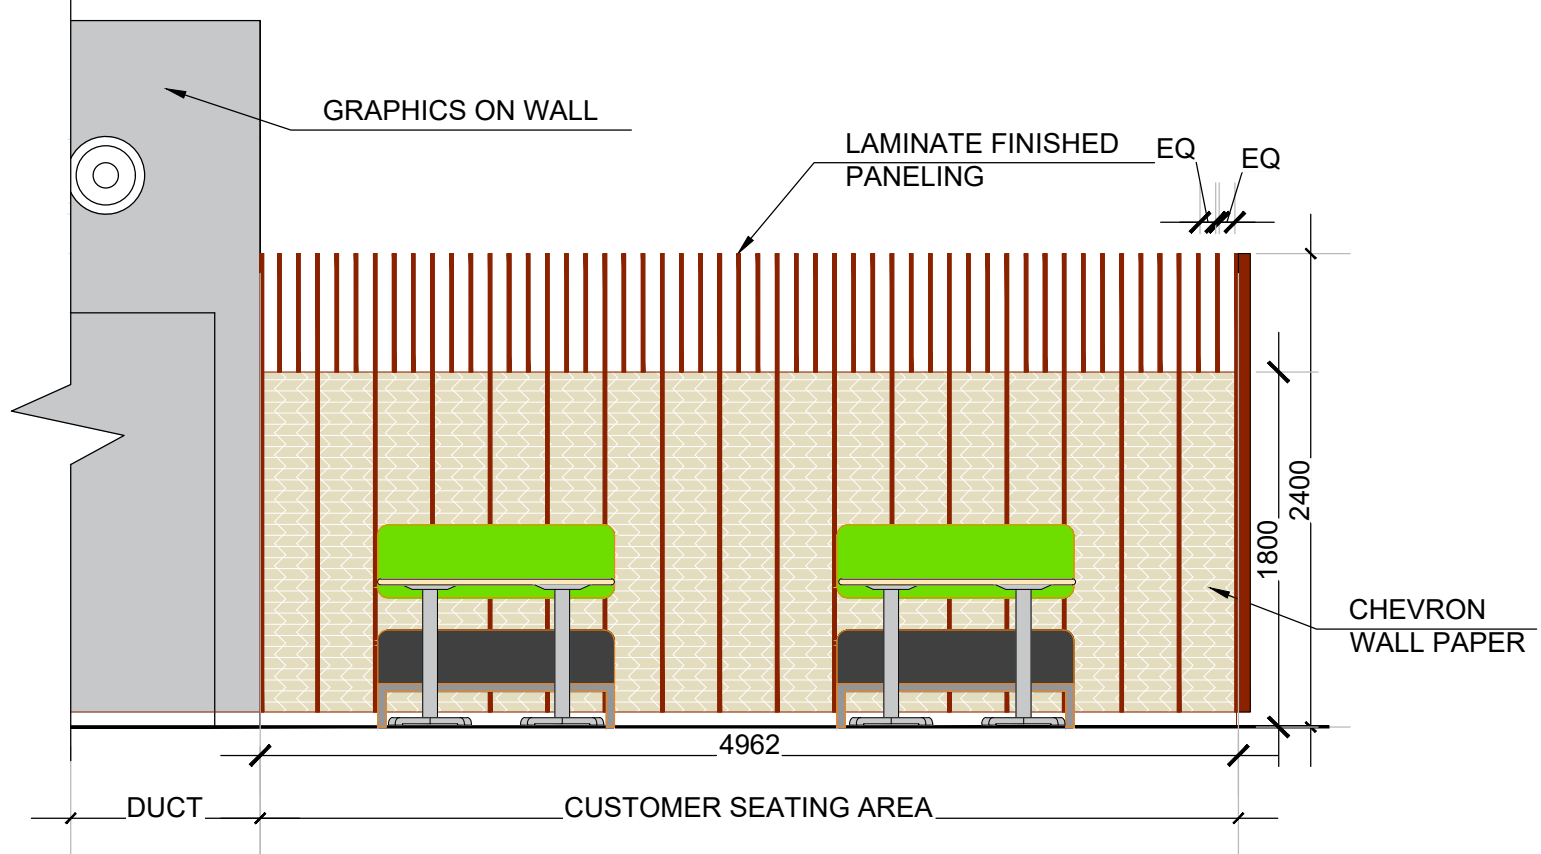 GRAPHICS ON WALL
LAMINATE FINISHED
PANELING
EQ
EQ
2400
1800
CHEVRON
WALL PAPER
4962
DUCT
CUSTOMER SEATING AREA